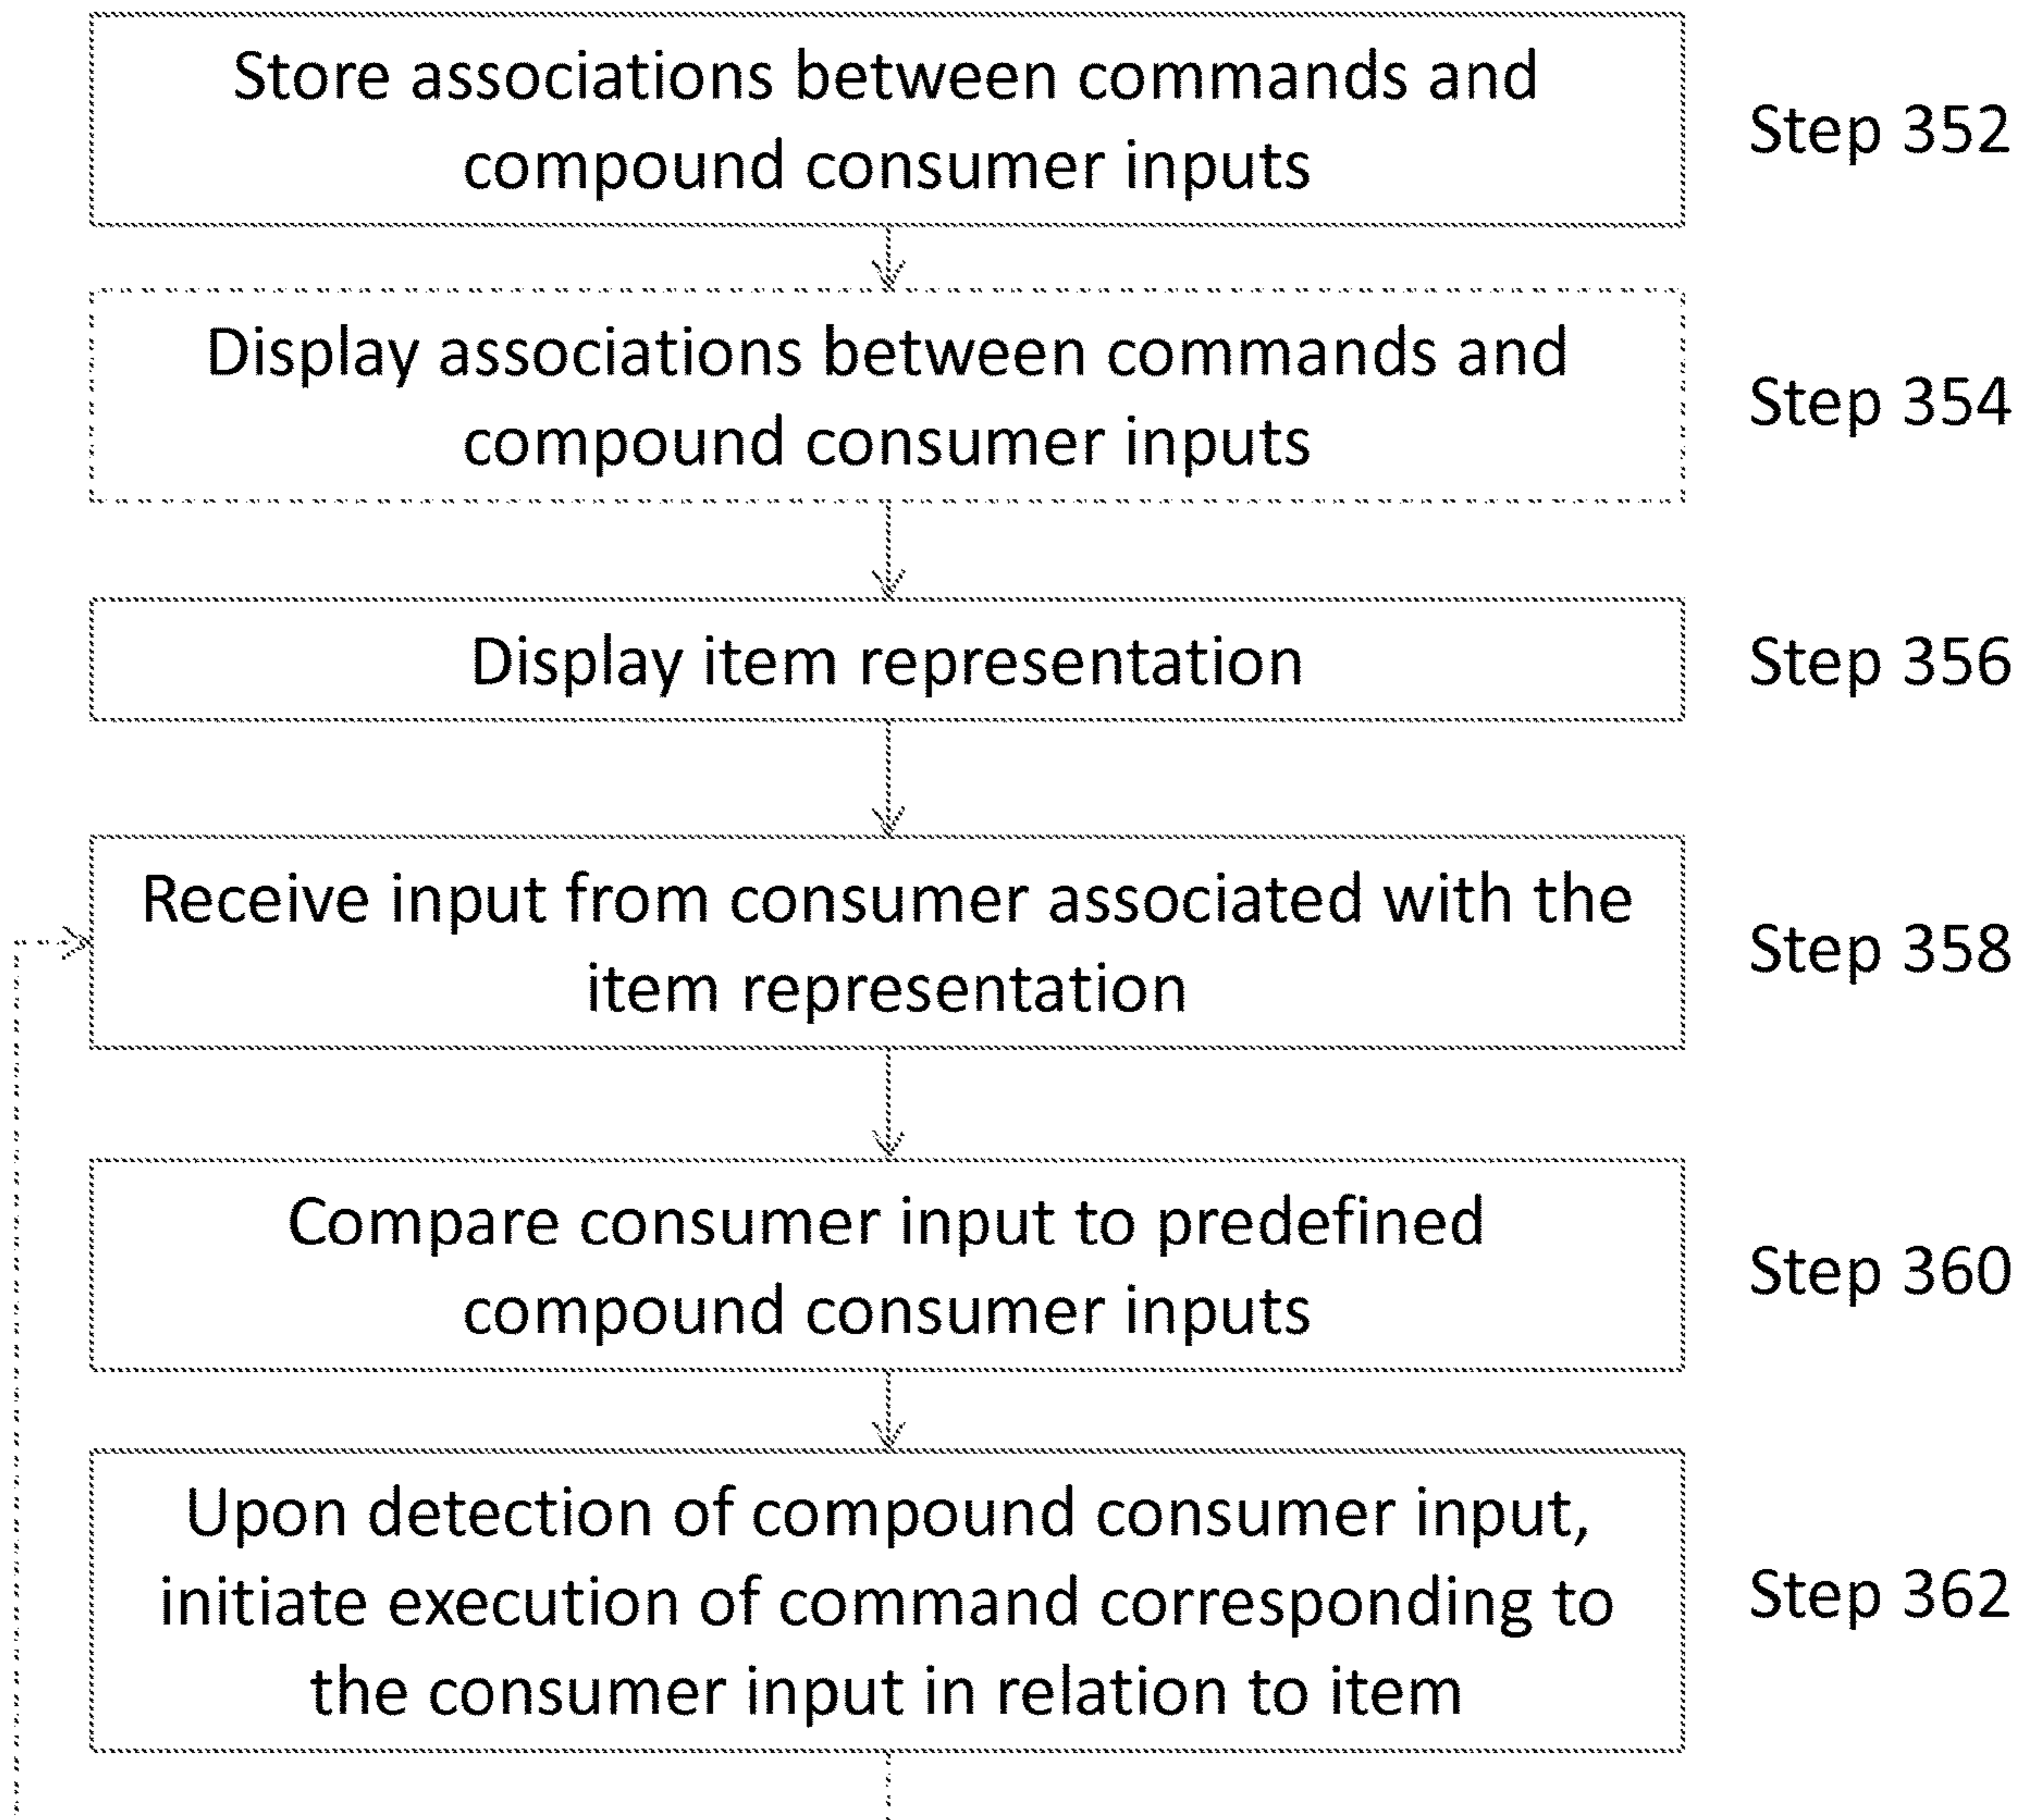 Store associations between commands and
compound consumer inputs
Step 352
Display associations between commands and
compound consumer inputs
Step 354
Display item representation
Step 356
Receive input from consumer associated with the
item representation
Step 358
Compare consumer input to predefined
compound consumer inputs
Step 360
Upon detection of compound consumer input,
initiate execution of command corresponding to
the consumer input in relation to item
Step 362